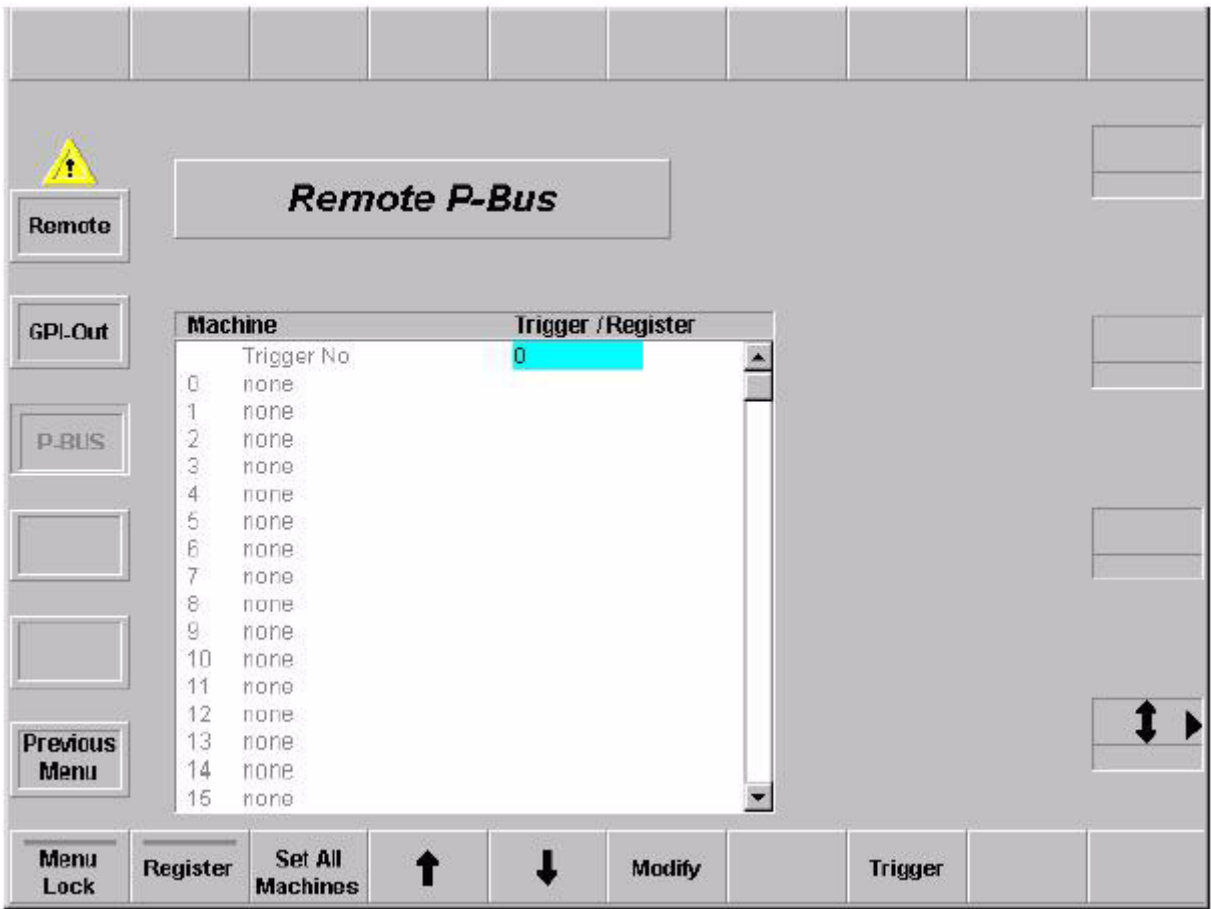 Remote P-Bus
Remote
GPI-Out
P-BUS
Previous
Menu
Machine Trigger / Register
Trigger No 0
0 none
1 none
2 none
3 none
4 none
5 none
6 none
7 none
8 none
9 none
10 none
11 none
12 none
13 none
14 none
15 none
Menu
Lock
Register
Set All
Machines
Modify
Trigger